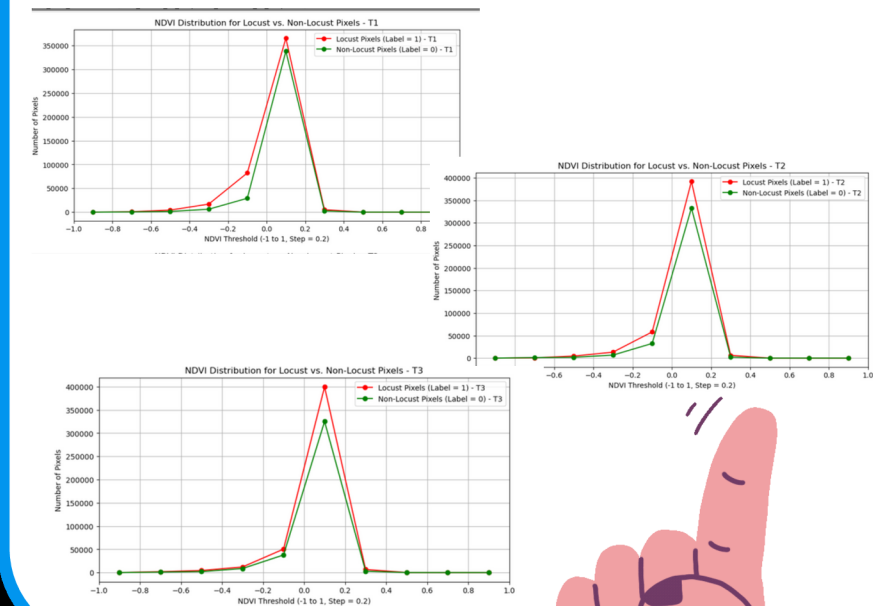 NDVI Distribution for Locust vs. Non-Locust Pixels - T1
Locust Pixels (Label = 1) - T1
Non-Locust Pixels (Label = 0) - T1
350000
300000
250000
200000
150000
100000
50000
0
Number of Pixels
−1.0 −0.8 −0.6 −0.4 −0.2 0.0 0.2 0.4 0.6 0.8
NDVI Threshold (-1 to 1, Step = 0.2)
NDVI Distribution for Locust vs. Non-Locust Pixels - T2
Locust Pixels (Label = 1) - T2
Non-Locust Pixels (Label = 0) - T2
400000
350000
300000
250000
200000
150000
100000
50000
0
Number of Pixels
−0.6 −0.4 −0.2 0.0 0.2 0.4 0.6 0.8 1.0
NDVI Threshold (-1 to 1, Step = 0.2)
NDVI Distribution for Locust vs. Non-Locust Pixels - T3
Locust Pixels (Label = 1) - T3
Non-Locust Pixels (Label = 0) - T3
400000
350000
300000
250000
200000
150000
100000
50000
0
Number of Pixels
−1.0 −0.8 −0.6 −0.4 −0.2 0.0 0.2 0.4 0.6 0.8 1.0
NDVI Threshold (-1 to 1, Step = 0.2)